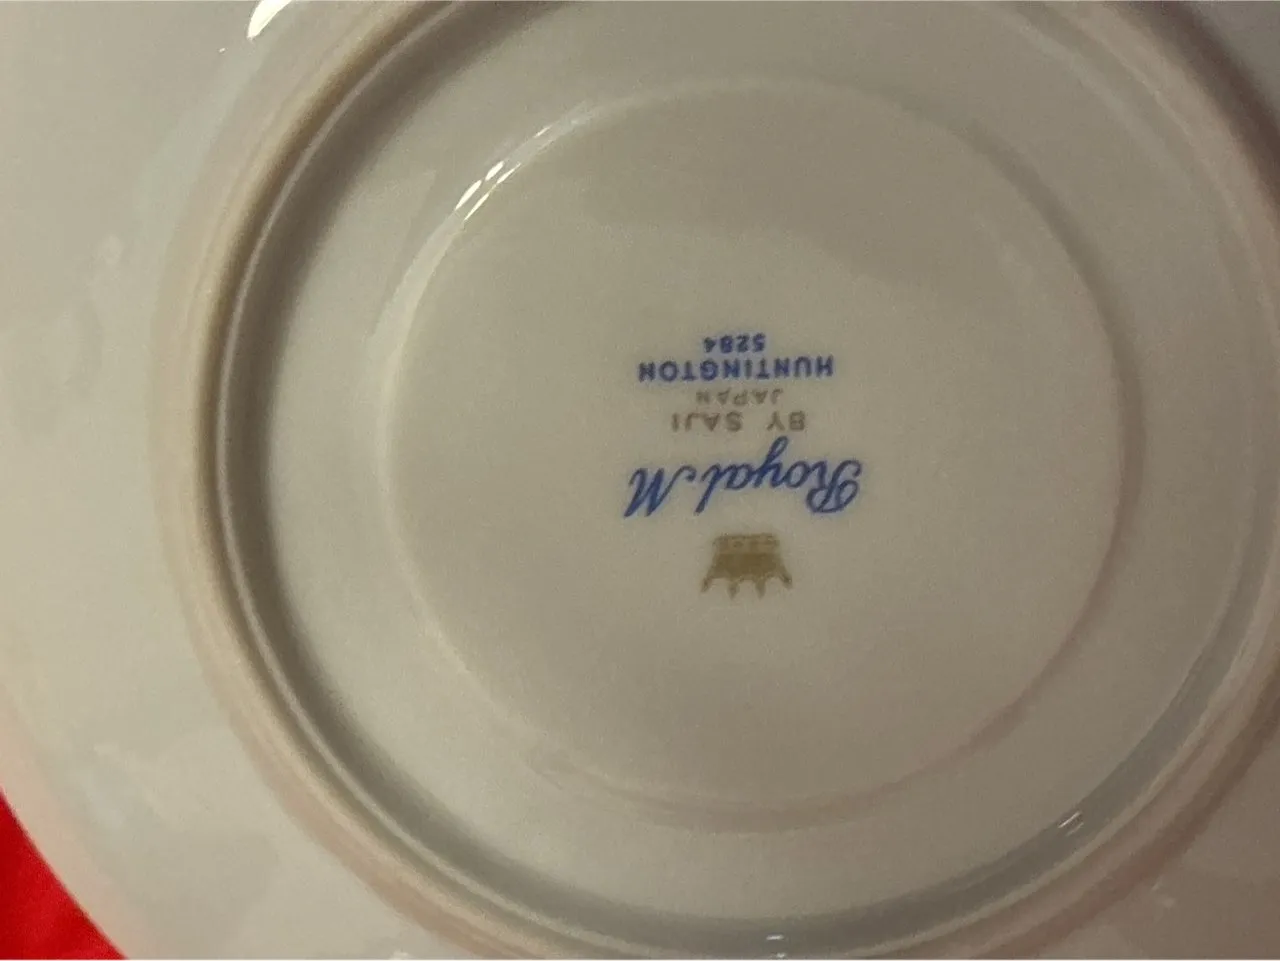 Royal M
BY SAJI
JAPAN
HUNTINGTON
5284